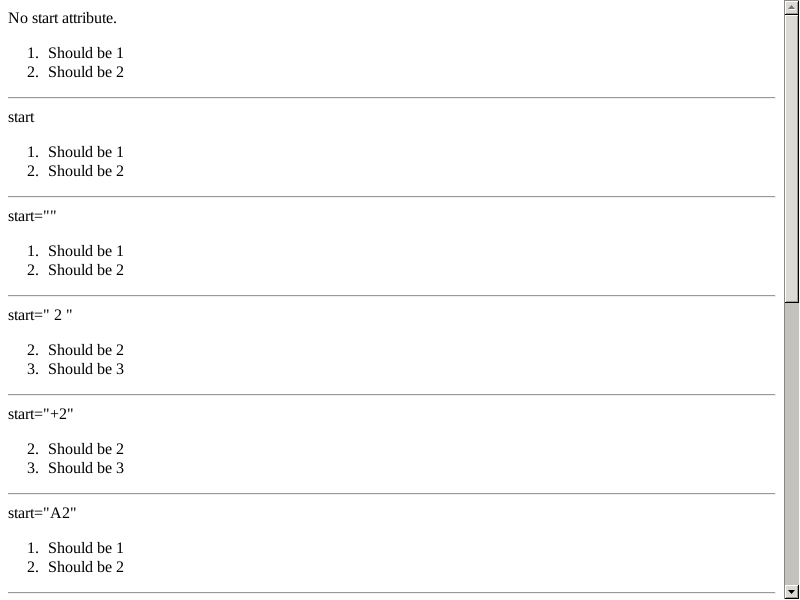 No start attribute.
1. Should be 1
2. Should be 2
start
1. Should be 1
2. Should be 2
start=""
1. Should be 1
2. Should be 2
start=" 2 "
2. Should be 2
3. Should be 3
start="+2"
2. Should be 2
3. Should be 3
start="A2"
1. Should be 1
2. Should be 2